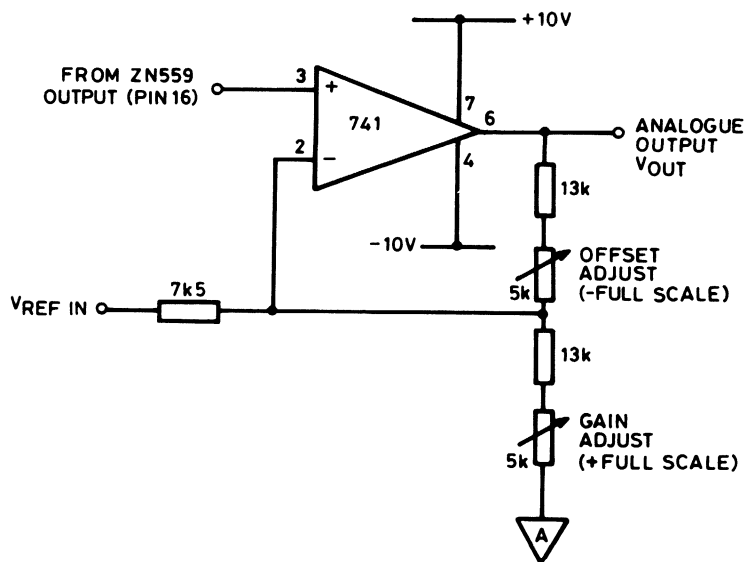 +10V
FROM ZN559
OUTPUT (PIN 16)
3
+
7
6
741
ANALOGUE
OUTPUT
VOUT
2
−
4
13k
-10V
OFFSET
ADJUST
(-FULL SCALE)
5k
7k5
VREF IN
13k
GAIN
ADJUST
(+FULL SCALE)
5k
A